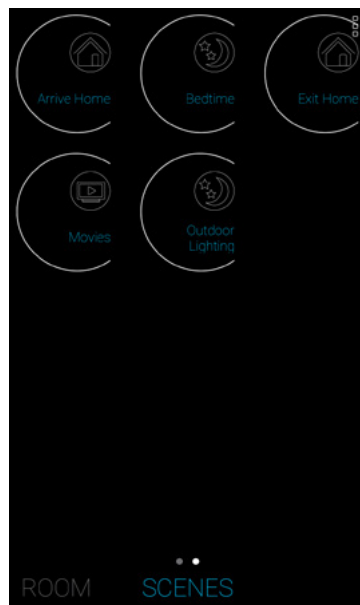 Arrive Home
Bedtime
Exit Home
Movies
Outdoor
Lighting
ROOM
SCENES